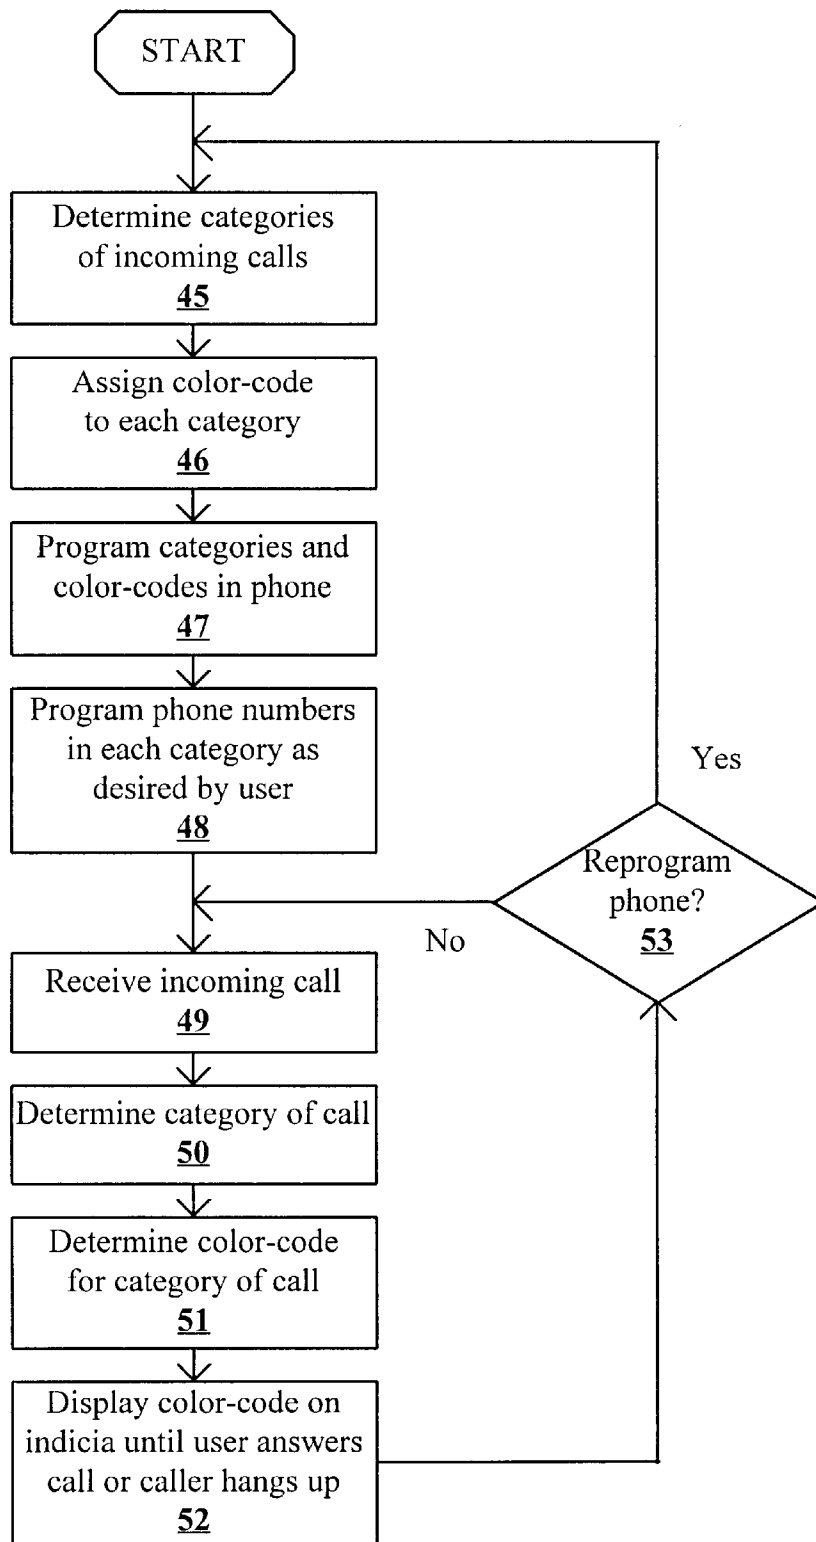 START
Determine categories
of incoming calls
45
Assign color-code
to each category
46
Program categories and
color-codes in phone
47
Program phone numbers
in each category as
desired by user
48
Yes
Reprogram
phone?
53
No
Receive incoming call
49
Determine category of call
50
Determine color-code
for category of call
51
Display color-code on
indicia until user answers
call or caller hangs up
52